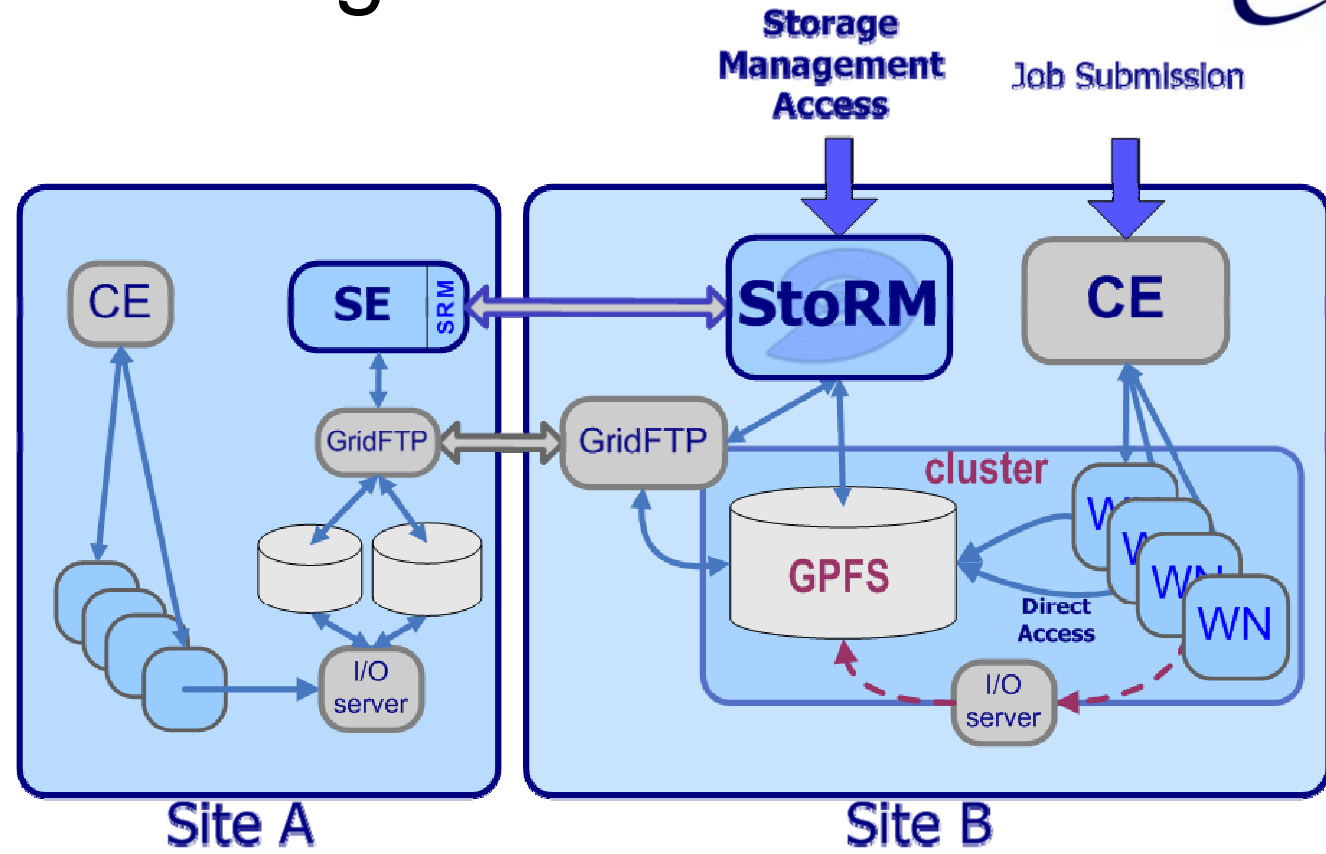 g
Storage
Management
Access
Job Submission
CE
SE
SRM
StoRM
CE
GridFTP
GridFTP
cluster
GPFS
Direct
Access
W
W
WN
WN
I/O
server
I/O
server
Site A
Site B